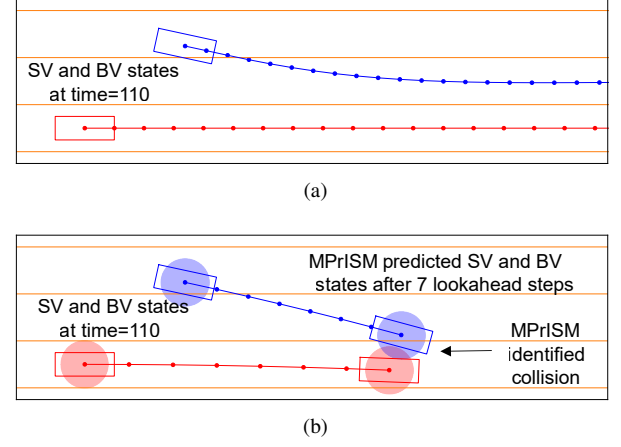 SV and BV states
at time=110
(a)
MPrISM predicted SV and BV
states after 7 lookahead steps
SV and BV states
at time=110
MPrISM
identified
collision
(b)